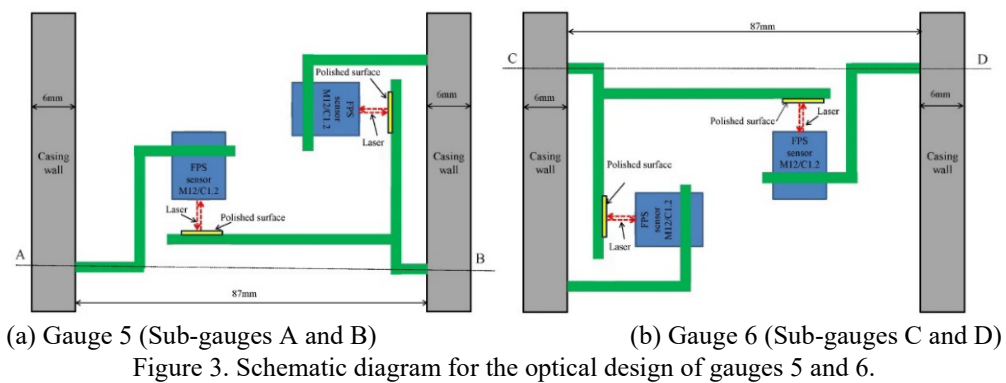 87mm
C
D
Polished surface
6mm
6mm
FPS
sensor
M12/C1.2
Laser
Casing
wall
Casing
wall
FPS
sensor
M12/C1.2
Laser
Polished surface
A
B
87mm
6mm
6mm
Polished surface
Laser
FPS
sensor
M12/C1.2
Casing
wall
Casing
wall
Polished surface
FPS
sensor
M12/C1.2
Laser
(a) Gauge 5 (Sub-gauges A and B)
(b) Gauge 6 (Sub-gauges C and D)
Figure 3. Schematic diagram for the optical design of gauges 5 and 6.